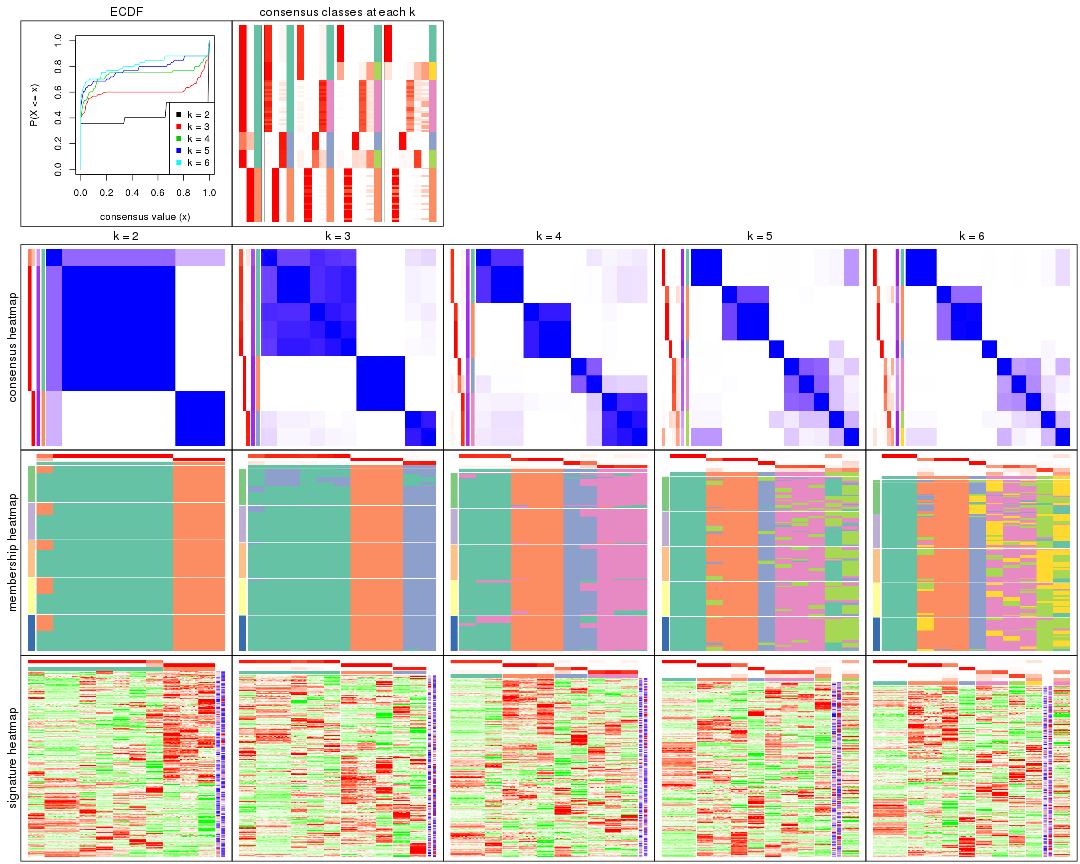 ECDF
consensus classes at each k
P(X <= x)
0.0 0.2 0.4 0.6 0.8 1.0
k = 2
k = 3
k = 4
k = 5
k = 6
0.0 0.2 0.4 0.6 0.8 1.0
consensus value (x)
k = 2
k = 3
k = 4
k = 5
k = 6
consensus heatmap
membership heatmap
signature heatmap